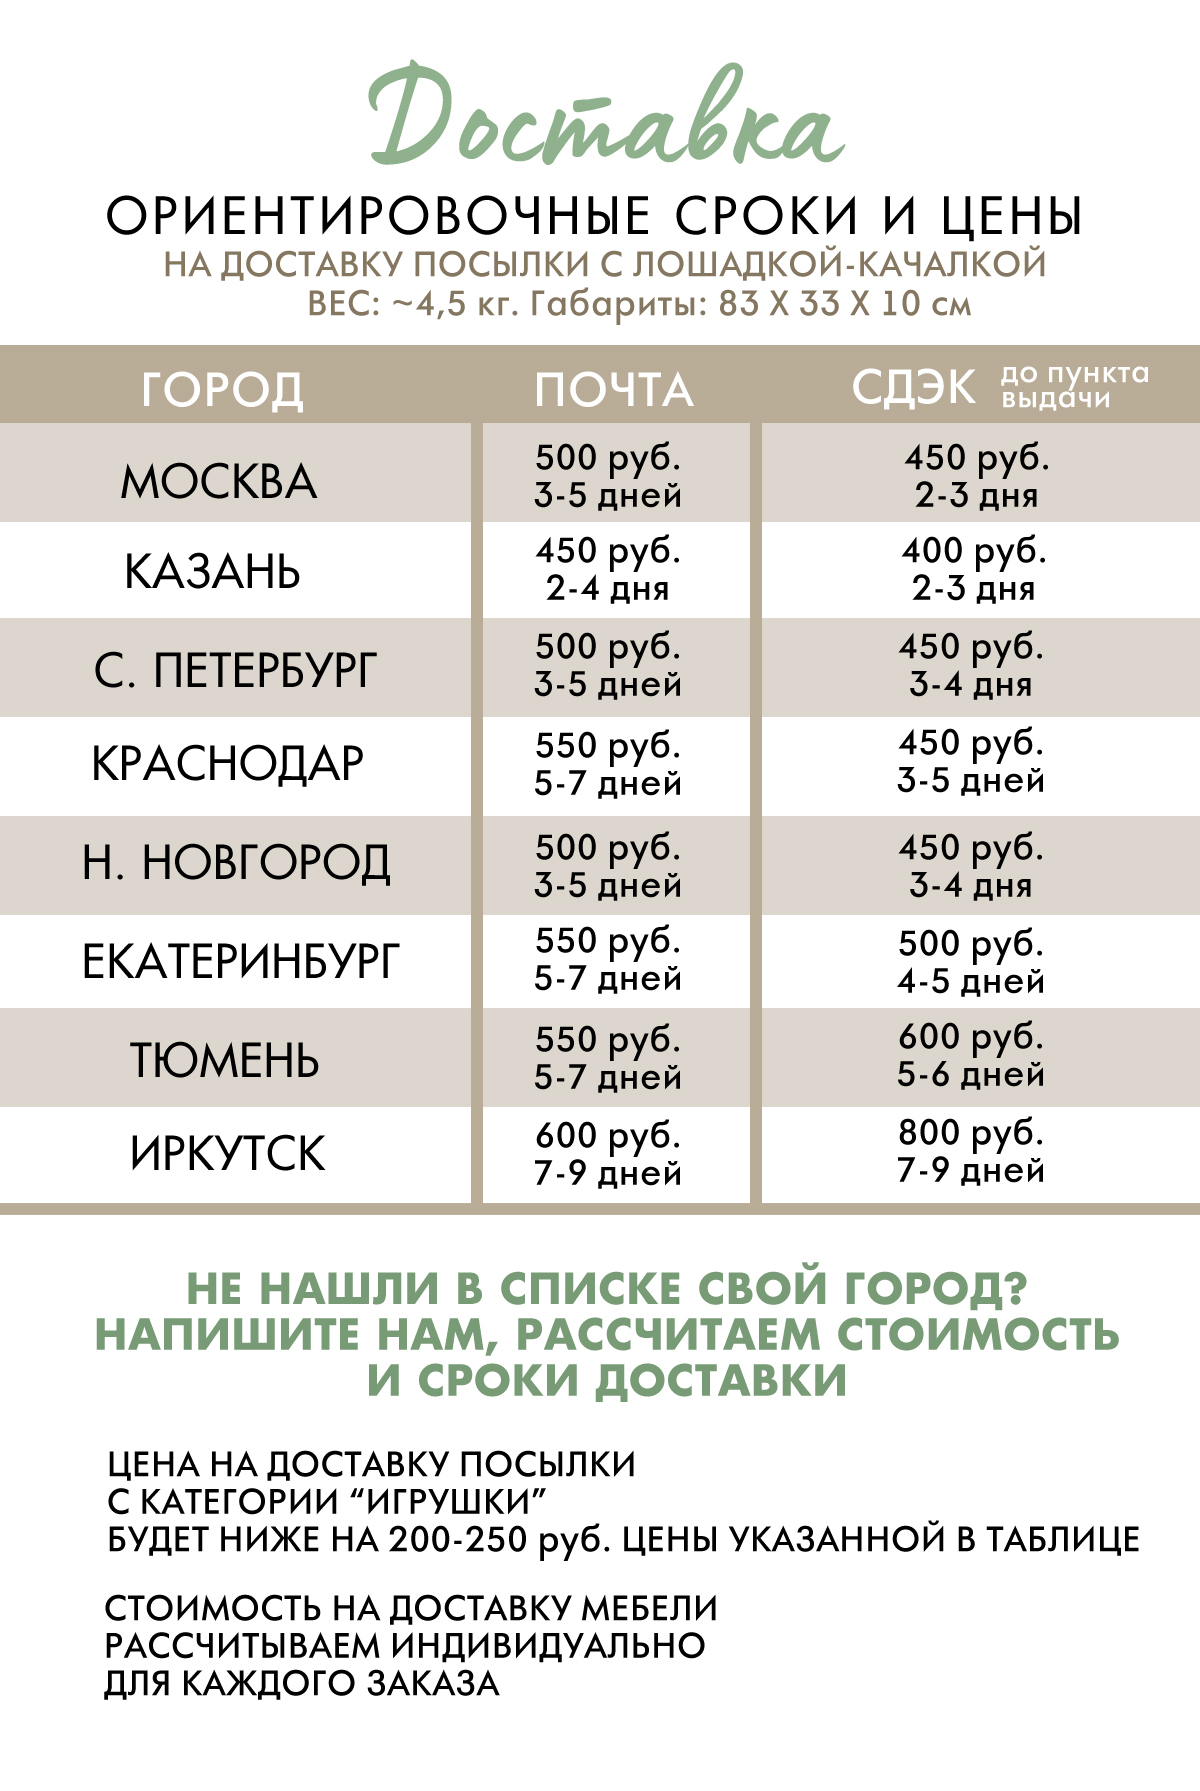 Доставка
ОРИЕНТИРОВОЧНЫЕ СРОКИ И ЦЕНЫ
НА ДОСТАВКУ ПОСЫЛКИ С ЛОШАДКОЙ-КАЧАЛКОЙ
ВЕС: ~4,5 кг. Габариты: 83 Х 33 Х 10 см
ГОРОД ПОЧТА СДЭК до пункта
выдачи
МОСКВА
500 руб.
3-5 дней
450 руб.
2-3 дня
КАЗАНЬ
450 руб.
2-4 дня
400 руб.
2-3 дня
С. ПЕТЕРБУРГ
500 руб.
3-5 дней
450 руб.
3-4 дня
КРАСНОДАР
550 руб.
5-7 дней
450 руб.
3-5 дней
Н. НОВГОРОД
500 руб.
3-5 дней
450 руб.
3-4 дня
ЕКАТЕРИНБУРГ
550 руб.
5-7 дней
500 руб.
4-5 дней
ТЮМЕНЬ
550 руб.
5-7 дней
600 руб.
5-6 дней
ИРКУТСК
600 руб.
7-9 дней
800 руб.
7-9 дней
НЕ НАШЛИ В СПИСКЕ СВОЙ ГОРОД?
НАПИШИТЕ НАМ, РАССЧИТАЕМ СТОИМОСТЬ
И СРОКИ ДОСТАВКИ
ЦЕНА НА ДОСТАВКУ ПОСЫЛКИ
С КАТЕГОРИИ “ИГРУШКИ”
БУДЕТ НИЖЕ НА 200-250 руб. ЦЕНЫ УКАЗАННОЙ В ТАБЛИЦЕ
СТОИМОСТЬ НА ДОСТАВКУ МЕБЕЛИ
РАССЧИТЫВАЕМ ИНДИВИДУАЛЬНО
ДЛЯ КАЖДОГО ЗАКАЗА